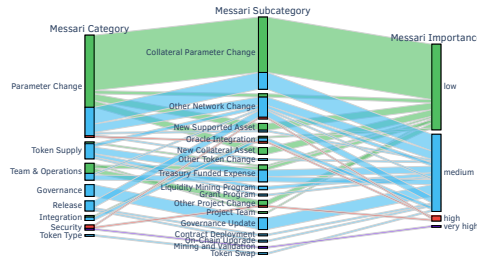 Messari Category
Messari Subcategory
Messari Importance
Parameter Change
Token Supply
Team & Operations
Governance
Release
Integration
Security
Token Type
Collateral Parameter Change
Other Network Change
New Supported Asset
Oracle Integration
New Collateral Asset
Other Token Change
Treasury Funded Expense
Liquidity Mining Program
Grant Program
Other Project Change
Project Team
Governance Update
Contract Deployment
On-Chain Upgrade
Mining and Validation
Token Swap
low
medium
high
very high